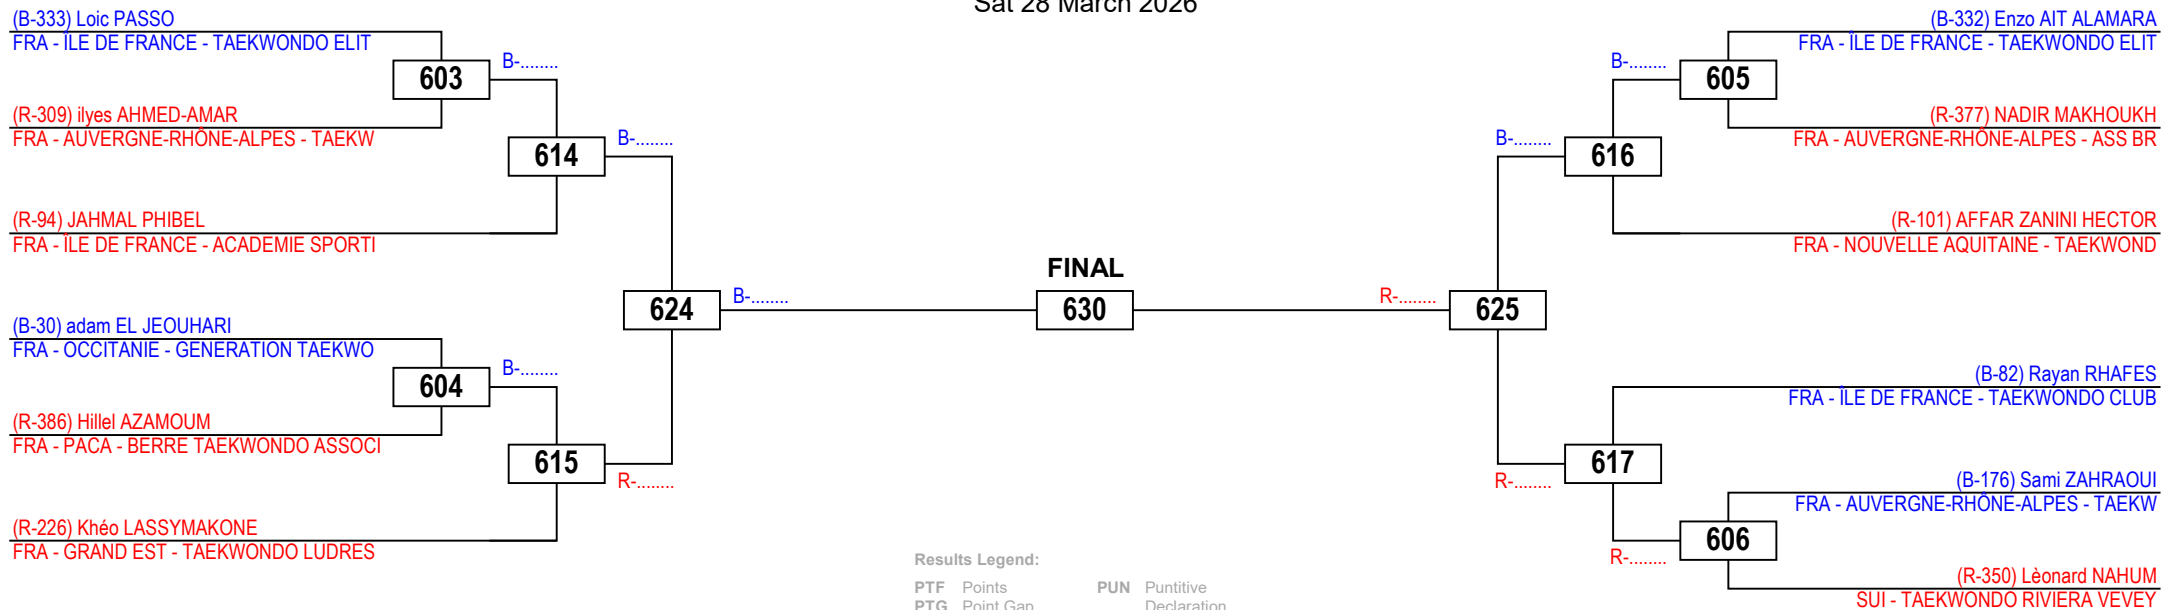 Sat 28 March 2026
(B-333) Loic PASSO
FRA - ÎLE DE FRANCE - TAEKWONDO ELIT
603
B-........
(R-309) ilyes AHMED-AMAR
FRA - AUVERGNE-RHÔNE-ALPES - TAEKW
614
B-........
(R-94) JAHMAL PHIBEL
FRA - ÎLE DE FRANCE - ACADEMIE SPORTI
624
B-........
(B-30) adam EL JEOUHARI
FRA - OCCITANIE - GENERATION TAEKWO
604
B-........
(R-386) Hillel AZAMOUM
FRA - PACA - BERRE TAEKWONDO ASSOCI
615
R-........
(R-226) Khéo LASSYMAKONE
FRA - GRAND EST - TAEKWONDO LUDRES
FINAL
630
(B-332) Enzo AIT ALAMARA
FRA - ÎLE DE FRANCE - TAEKWONDO ELIT
B-........
605
(R-377) NADIR MAKHOUKH
FRA - AUVERGNE-RHÔNE-ALPES - ASS BR
B-........
616
(R-101) AFFAR ZANINI HECTOR
FRA - NOUVELLE AQUITAINE - TAEKWOND
R-........
625
(B-82) Rayan RHAFES
FRA - ÎLE DE FRANCE - TAEKWONDO CLUB
617
R-........
(B-176) Sami ZAHRAOUI
FRA - AUVERGNE-RHÔNE-ALPES - TAEKW
606
R-........
(R-350) Lèonard NAHUM
SUI - TAEKWONDO RIVIERA VEVEY
Results Legend:
PTF Points PUN Puntitive
PTG Point Gap Declaration